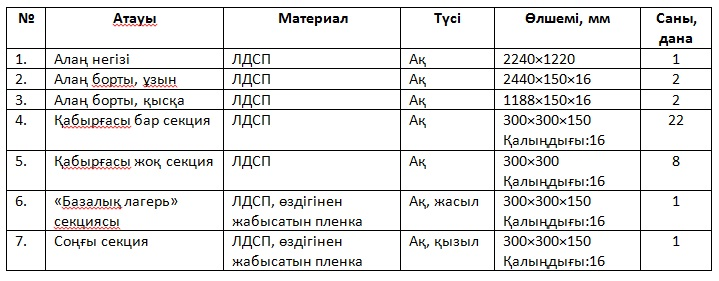 № Атауы Материал Түсі Өлшемі, мм Саны, дана
1. Алаң негізі ЛДСП Ақ 2240×1220 1
2. Алаң борты, ұзын ЛДСП Ақ 2440×150×16 2
3. Алаң борты, қысқа ЛДСП Ақ 1188×150×16 2
4. Қабырғасы бар секция ЛДСП Ақ 300×300×150 22
Қалыңдығы:16
5. Қабырғасы жоқ секция ЛДСП Ақ 300×300 8
Қалыңдығы:16
6. «Базалық лагерь» ЛДСП, өздігінен Ақ, жасыл 300×300×150 1
секциясы жабысатын пленка Қалыңдығы:16
7. Соңғы секция ЛДСП, өздігінен Ақ, қызыл 300×300×150 1
жабысатын пленка Қалыңдығы:16